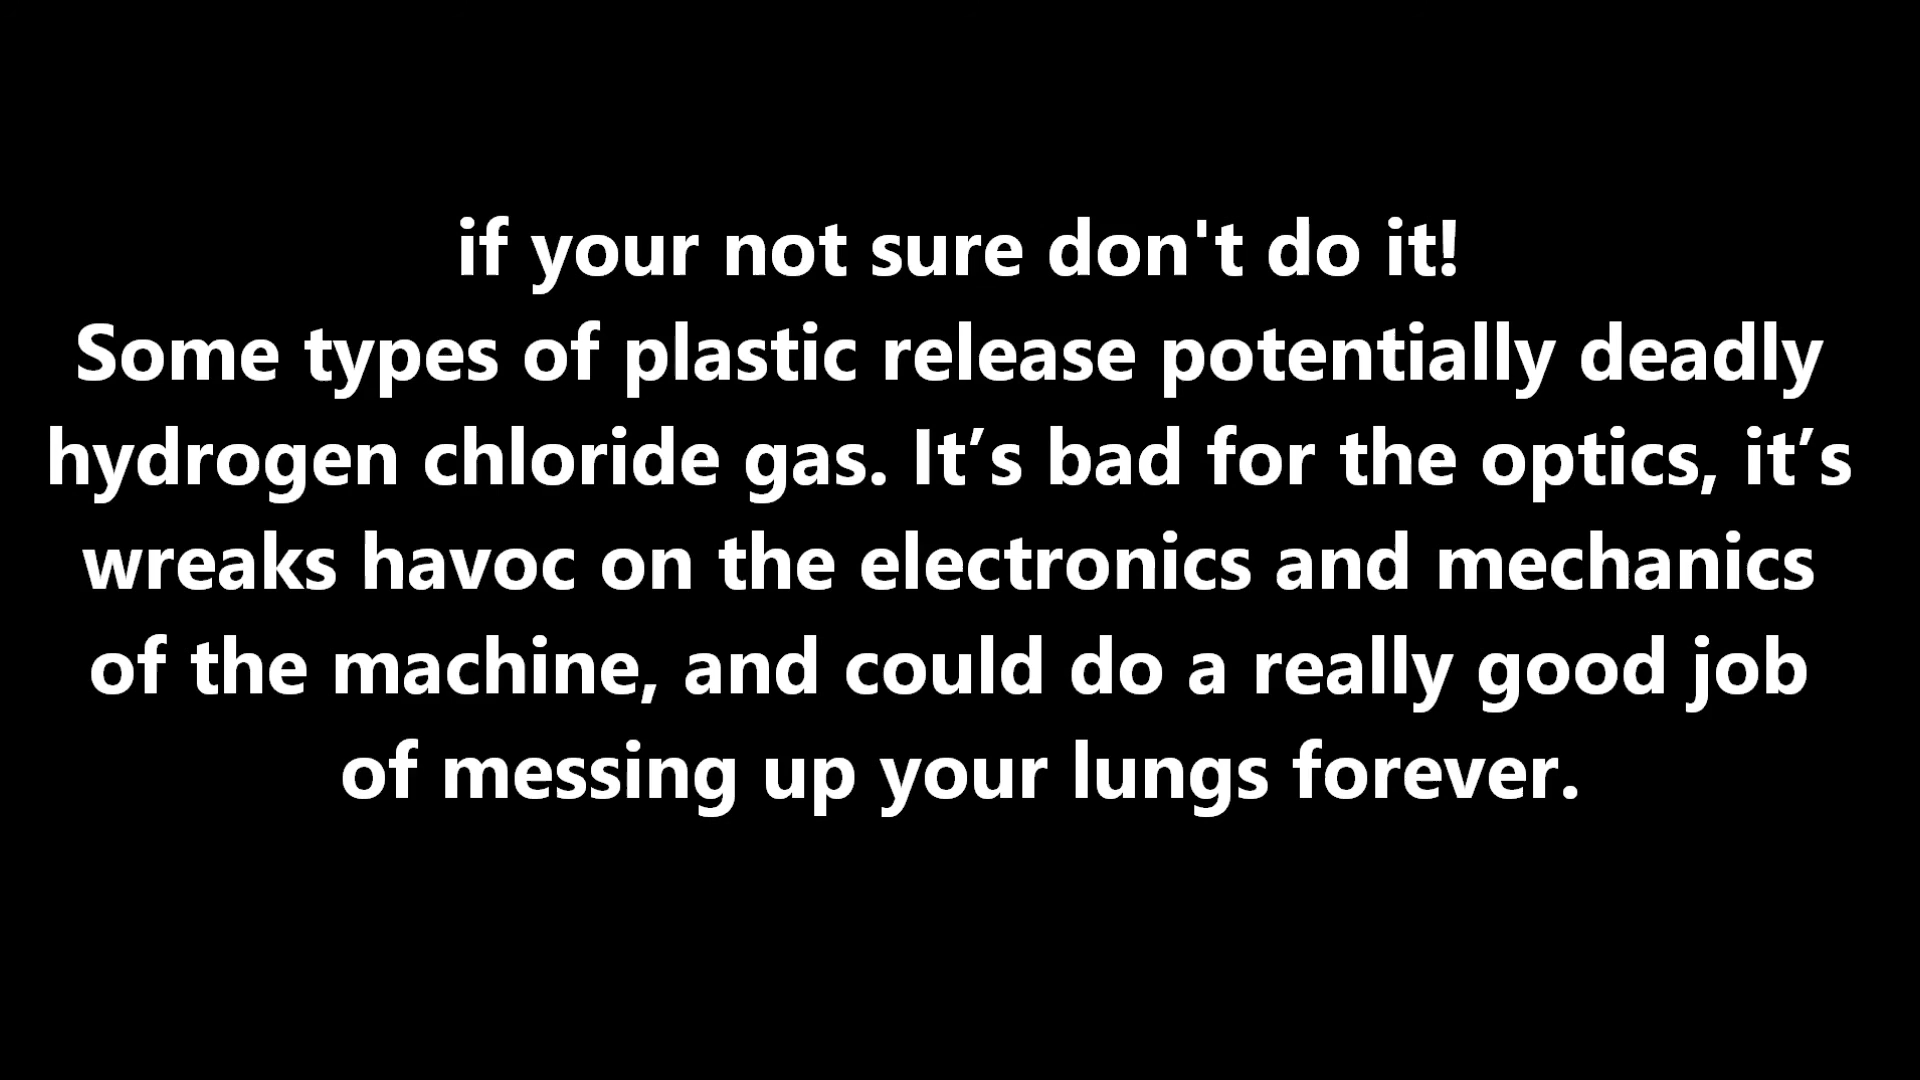 if your not sure don't do it!
Some types of plastic release potentially deadly
hydrogen chloride gas. It’s bad for the optics, it’s
wreaks havoc on the electronics and mechanics
of the machine, and could do a really good job
of messing up your lungs forever.